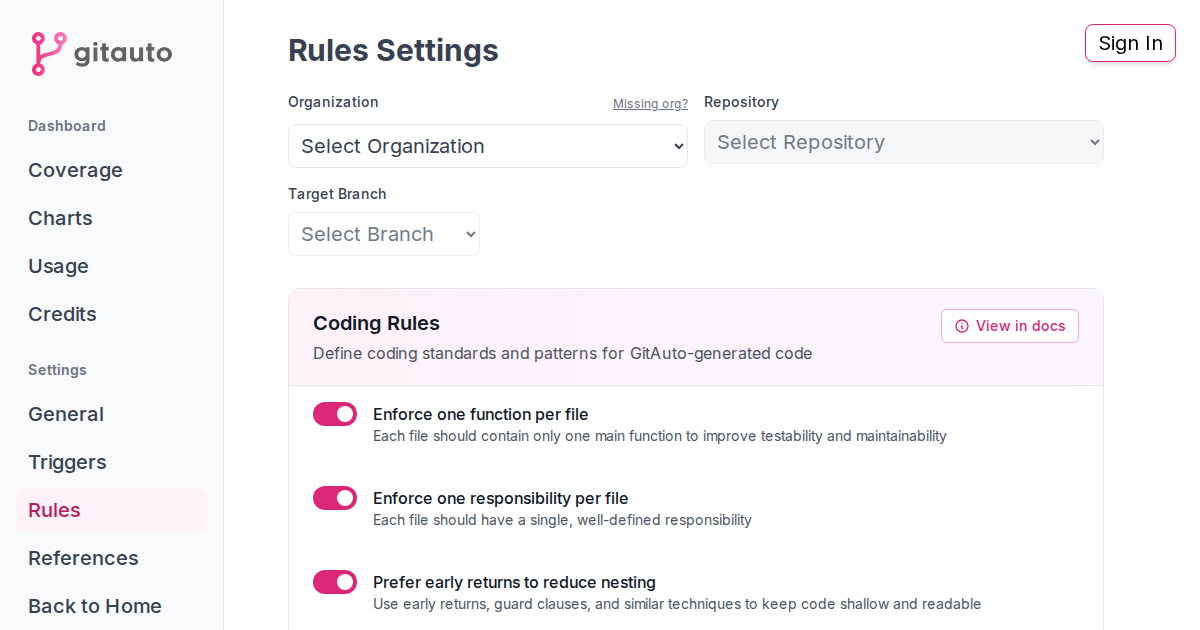 gitauto
Dashboard
Coverage
Charts
Usage
Credits
Settings
General
Triggers
Rules
References
Back to Home
Rules Settings
Sign In
Organization
Missing org?
Select Organization
Repository
Select Repository
Target Branch
Select Branch
Coding Rules
Define coding standards and patterns for GitAuto-generated code
View in docs
Enforce one function per file
Each file should contain only one main function to improve testability and maintainability
Enforce one responsibility per file
Each file should have a single, well-defined responsibility
Prefer early returns to reduce nesting
Use early returns, guard clauses, and similar techniques to keep code shallow and readable